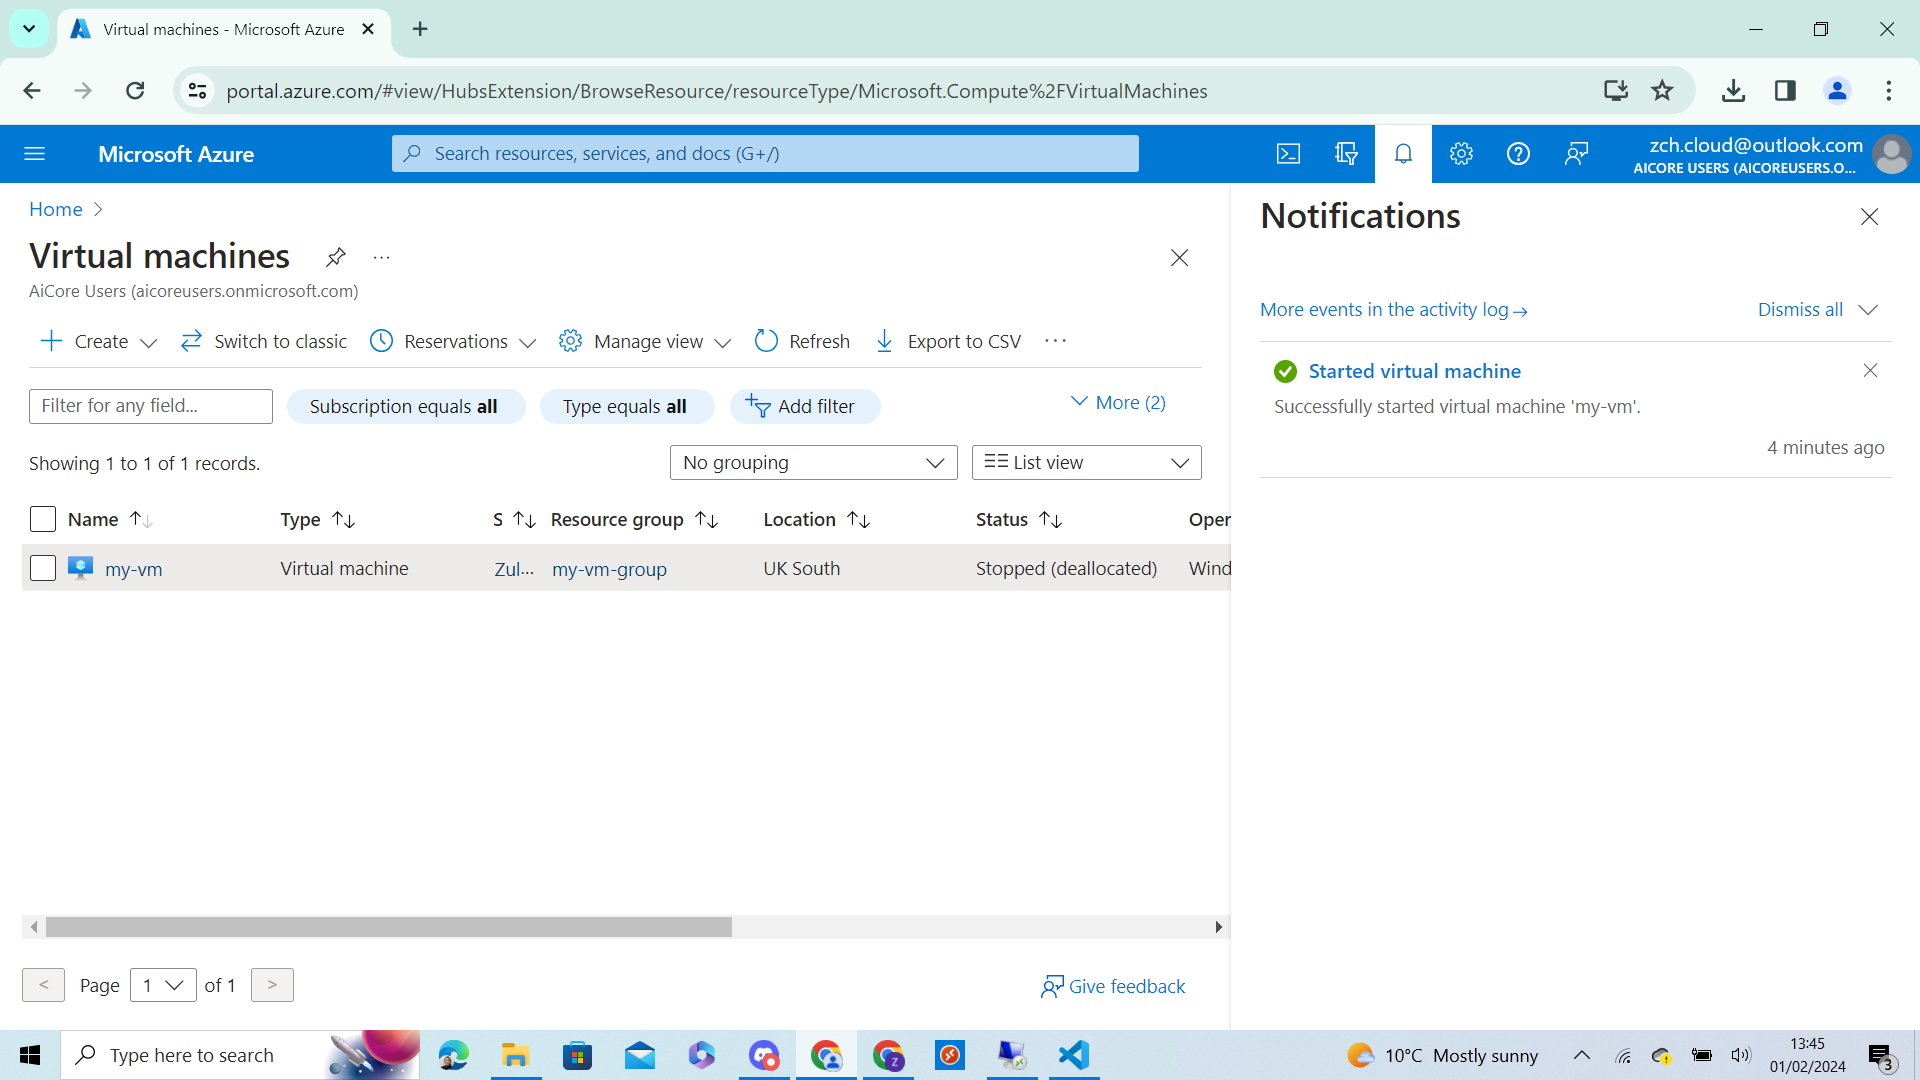 Virtual machines - Microsoft Azure
portal.azure.com/#view/HubsExtension/BrowseResource/resourceType/Microsoft.Compute%2FVirtualMachines
Microsoft Azure
Search resources, services, and docs (G+/)
zch.cloud@outlook.com
AICORE USERS (AICOREUSERS.O...
Home
Virtual machines
AiCore Users (aicoreusers.onmicrosoft.com)
Create
Switch to classic
Reservations
Manage view
Refresh
Export to CSV
Filter for any field...
Subscription equals all
Type equals all
Add filter
More (2)
Showing 1 to 1 of 1 records.
No grouping
List view
Name
Type
S
Resource group
Location
Status
Oper
my-vm
Virtual machine
Zul...
my-vm-group
UK South
Stopped (deallocated)
Wind
< Page 1 of 1 >
Give feedback
Notifications
More events in the activity log→
Dismiss all
Started virtual machine
Successfully started virtual machine 'my-vm'.
4 minutes ago
Type here to search
Z
10°C Mostly sunny
13:45
01/02/2024
3